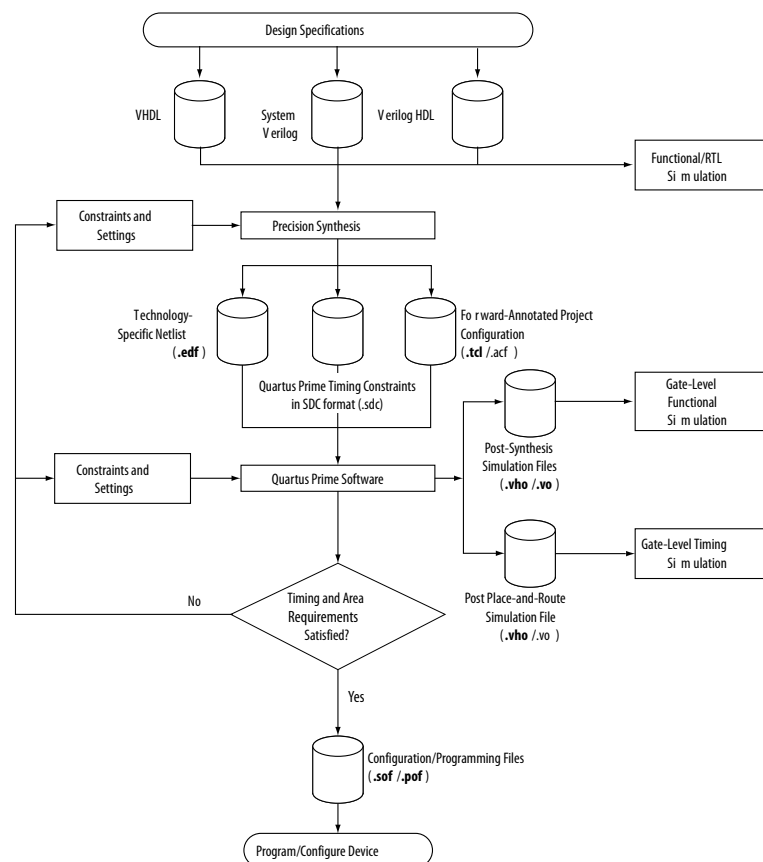 Design Specifications
VHDL
System
Verilog
Verilog HDL
Functional/RTL
Simulation
Constraints and
Settings
Precision Synthesis
Technology-
Specific Netlist
(.edf)
Forward-Annotated Project
Configuration
(.tcl/.acf)
Quartus Prime Timing Constraints
in SDC format (.sdc)
Gate-Level
Functional
Simulation
Post-Synthesis
Simulation Files
(.vho/.vo)
Constraints and
Settings
Quartus Prime Software
Gate-Level Timing
Simulation
No
Timing and Area
Requirements
Satisfied?
Post Place-and-Route
Simulation File
(.vho/.vo)
Yes
Configuration/Programming Files
(.sof/.pof)
Program/Configure Device